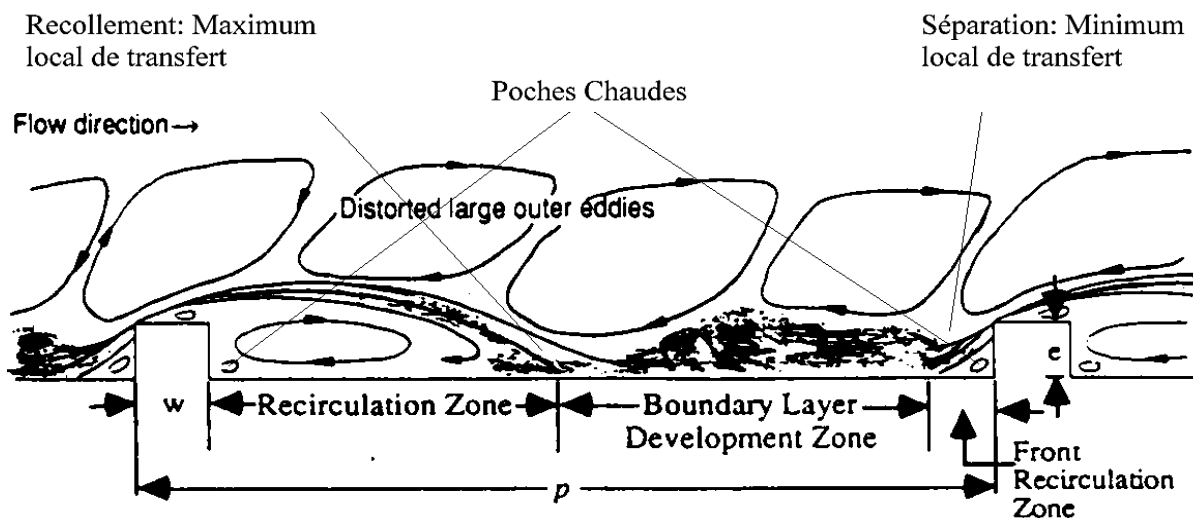 Recollement: Maximum
local de transfert
Séparation: Minimum
local de transfert
Poches Chaudes
Flow direction→
Distorted large outer eddies
e
w
Recirculation Zone
Boundary Layer
Development Zone
Front
Recirculation
Zone
p